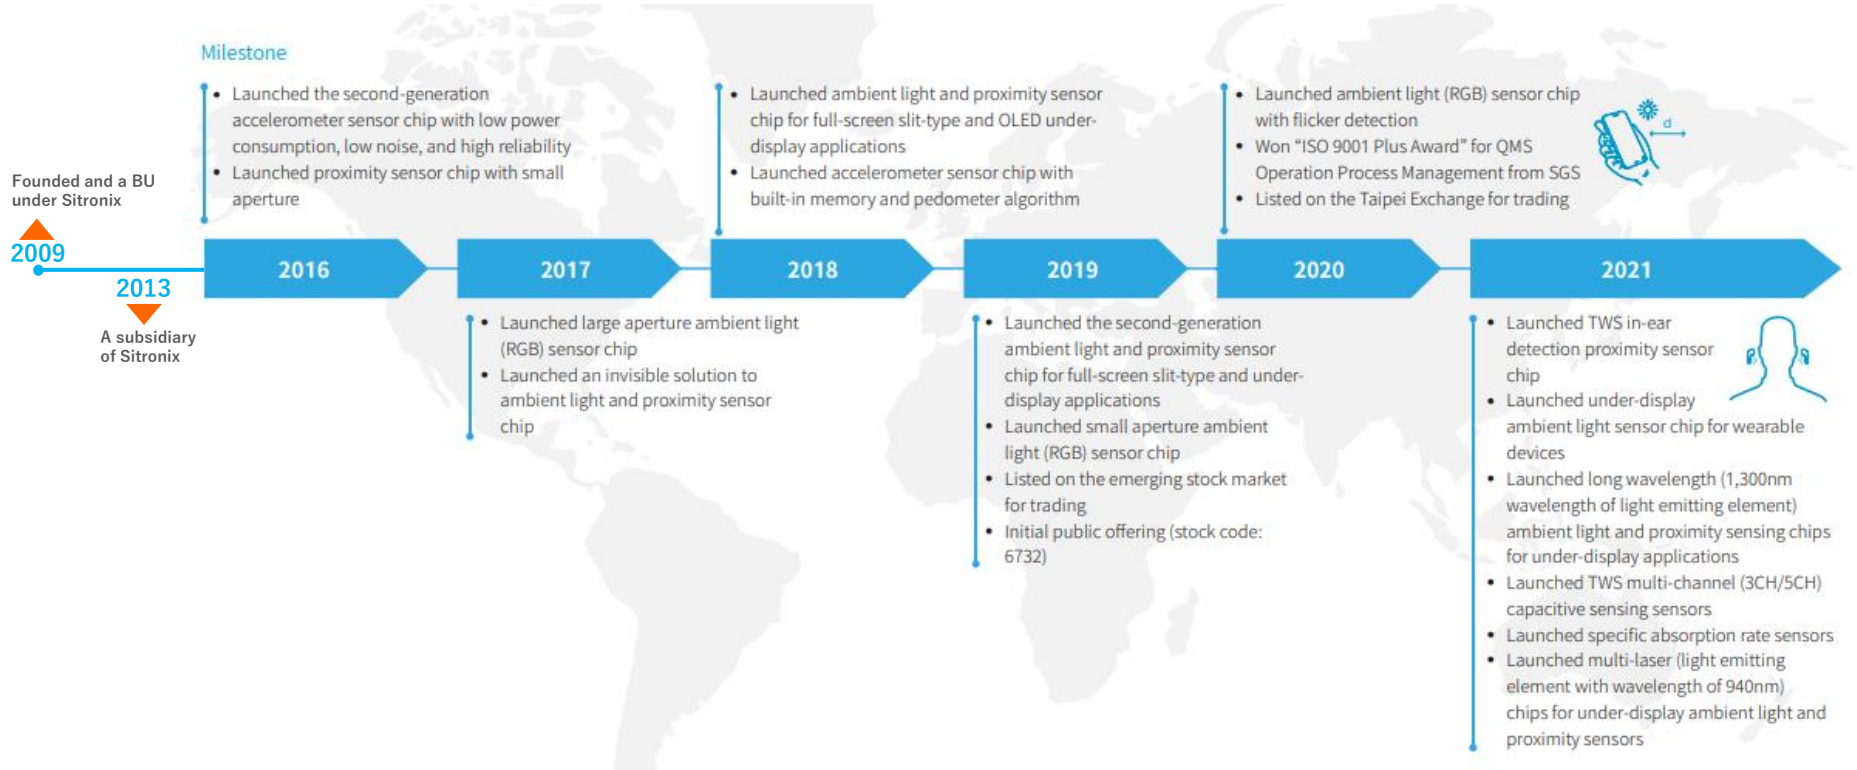 Milestone
Founded and a BU
under Sitronix
2009
2013
A subsidiary
of Sitronix
• Launched the second-generation
accelerometer sensor chip with low power
consumption, low noise, and high reliability
• Launched proximity sensor chip with small
aperture
2016
2017
• Launched large aperture ambient light
(RGB) sensor chip
• Launched an invisible solution to
ambient light and proximity sensor
chip
• Launched ambient light and proximity sensor
chip for full-screen slit-type and OLED under-
display applications
• Launched accelerometer sensor chip with
built-in memory and pedometer algorithm
2018
2019
• Launched the second-generation
ambient light and proximity sensor
chip for full-screen slit-type and under-
display applications
• Launched small aperture ambient
light (RGB) sensor chip
• Listed on the emerging stock market
for trading
• Initial public offering (stock code:
6732)
• Launched ambient light (RGB) sensor chip
with flicker detection
• Won “ISO 9001 Plus Award” for QMS
Operation Process Management from SGS
• Listed on the Taipei Exchange for trading
d
2020
2021
• Launched TWS in-ear
detection proximity sensor
chip
• Launched under-display
ambient light sensor chip for wearable
devices
• Launched long wavelength (1,300nm
wavelength of light emitting element)
ambient light and proximity sensing chips
for under-display applications
• Launched TWS multi-channel (3CH/5CH)
capacitive sensing sensors
• Launched specific absorption rate sensors
• Launched multi-laser (light emitting
element with wavelength of 940nm)
chips for under-display ambient light and
proximity sensors